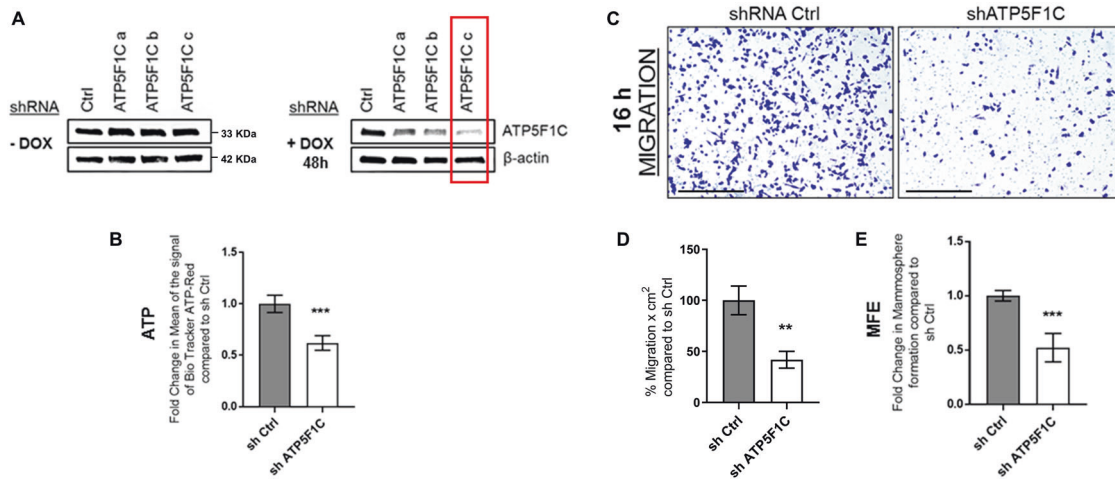 A
shRNA
Ctrl
ATP5F1C a
ATP5F1C b
ATP5F1C c
- DOX
33 KDa
42 KDa
shRNA
Ctrl
ATP5F1C a
ATP5F1C b
ATP5F1C c
+ DOX
48h
ATP5F1C
β-actin
B
ATP
Fold Change in Mean of the signal
of Bio Tracker ATP-Red
compared to sh Ctrl
1.5
1.0
0.5
0.0
***
sh Ctrl
sh ATP5F1C
C
shRNA Ctrl
shATP5F1C
16 h
MIGRATION
D
% Migration x cm2
compared to sh Ctrl
150
100
50
0
**
sh Ctrl
sh ATP5F1C
E
MFE
Fold Change in Mammosphere
formation compared to
sh Ctrl
1.5
1.0
0.5
0.0
***
sh Ctrl
sh ATP5F1C